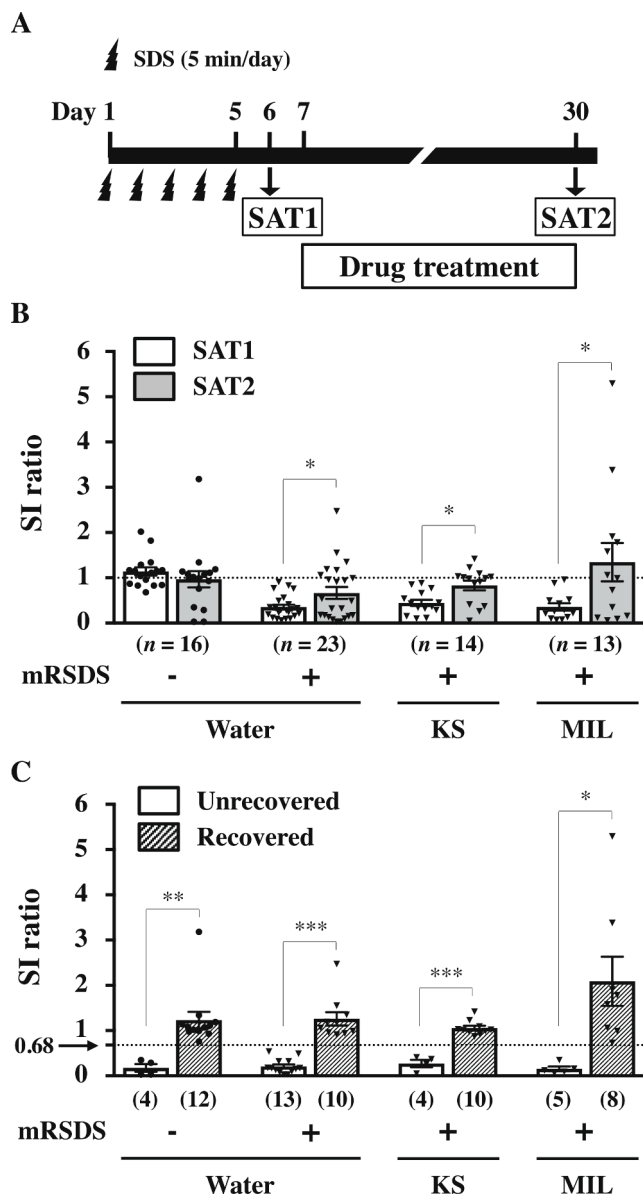 A
SDS (5 min/day)
Day 1 5 6 7 30
SAT1 SAT2
Drug treatment
B
SAT1
SAT2
SI ratio
6
5
4
3
2
1
0
* * *
(n = 16) (n = 23) (n = 14) (n = 13)
mRSDS - + + +
Water KS MIL
C
Unrecovered
Recovered
SI ratio
6
5
4
3
2
1
0
0.68
** *** *** *
(4) (12) (13) (10) (4) (10) (5) (8)
mRSDS - + + +
Water KS MIL